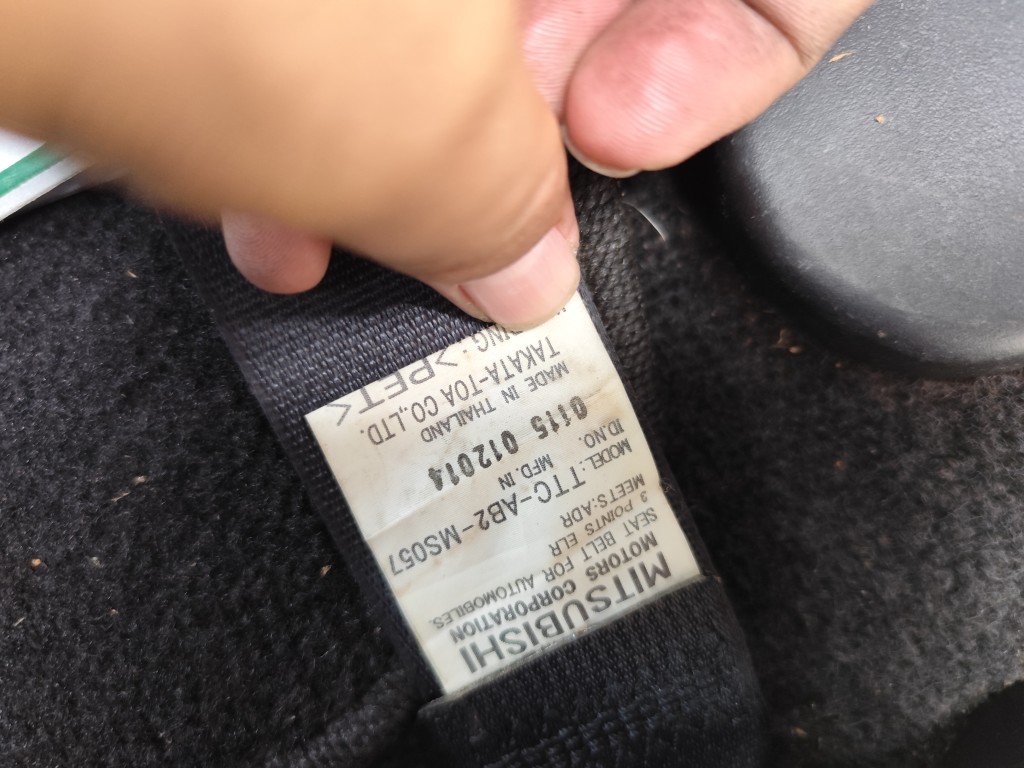 MITSUBISHI
MOTORS CORPORATION
SEAT BELT FOR AUTOMOBILES.
3 POINTS ELR
MEETS:ADR
MODEL: TTC-AB2-MS057
ID.NO. MFD.IN
0115 012014
MADE IN THAILAND
TAKATA-TOA CO.,LTD.
>PET<